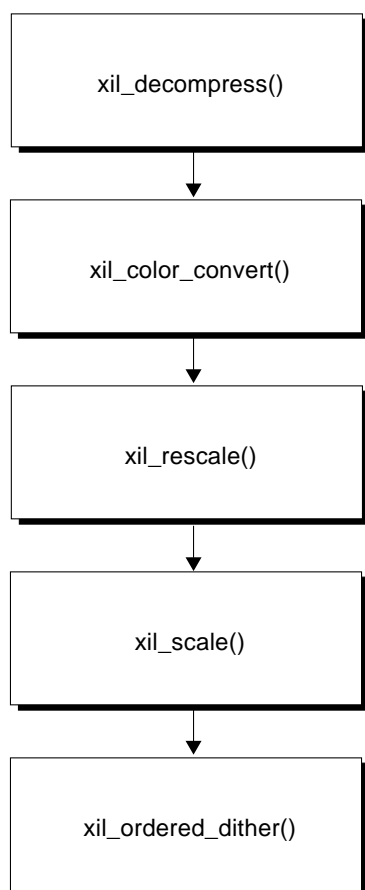 xil_decompress()
xil_color_convert()
xil_rescale()
xil_scale()
xil_ordered_dither()